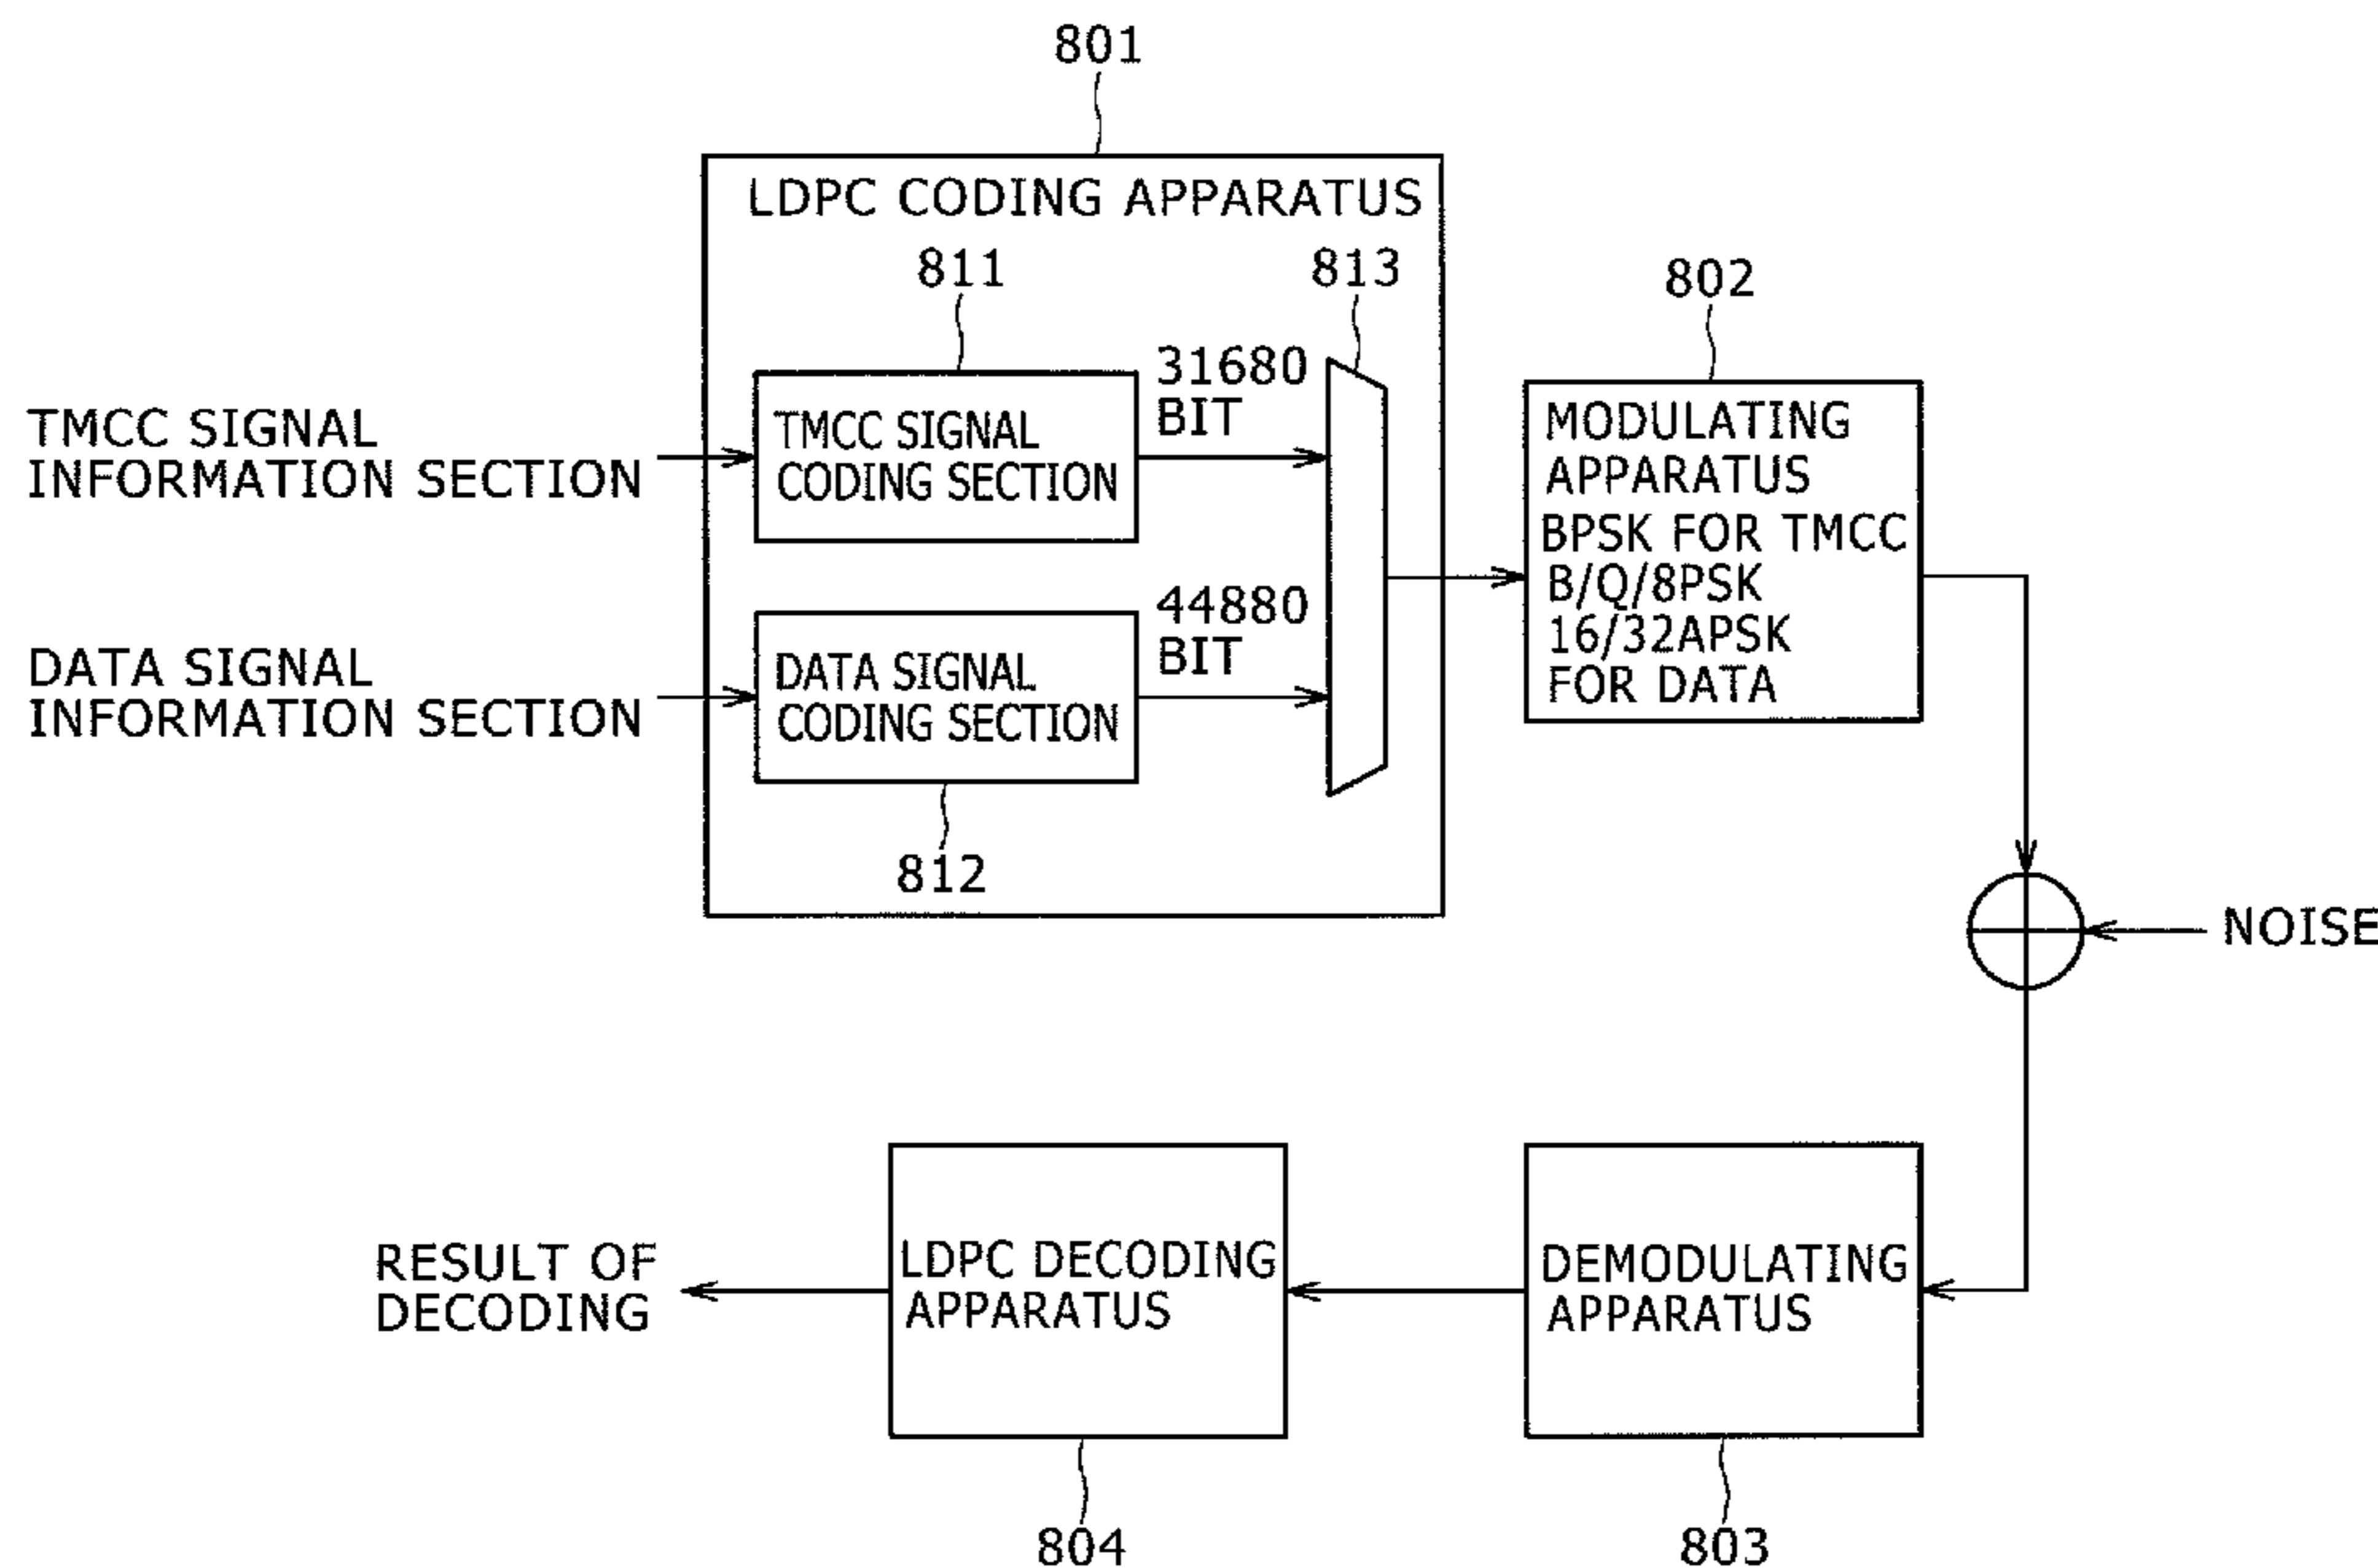 801
LDPC CODING APPARATUS
811
813
802
31680
BIT
TMCC SIGNAL
INFORMATION SECTION
TMCC SIGNAL
CODING SECTION
MODULATING
APPARATUS
BPSK FOR TMCC
B/Q/8PSK
16/32APSK
FOR DATA
44880
BIT
DATA SIGNAL
INFORMATION SECTION
DATA SIGNAL
CODING SECTION
812
NOISE
RESULT OF
DECODING
LDPC DECODING
APPARATUS
DEMODULATING
APPARATUS
804
803